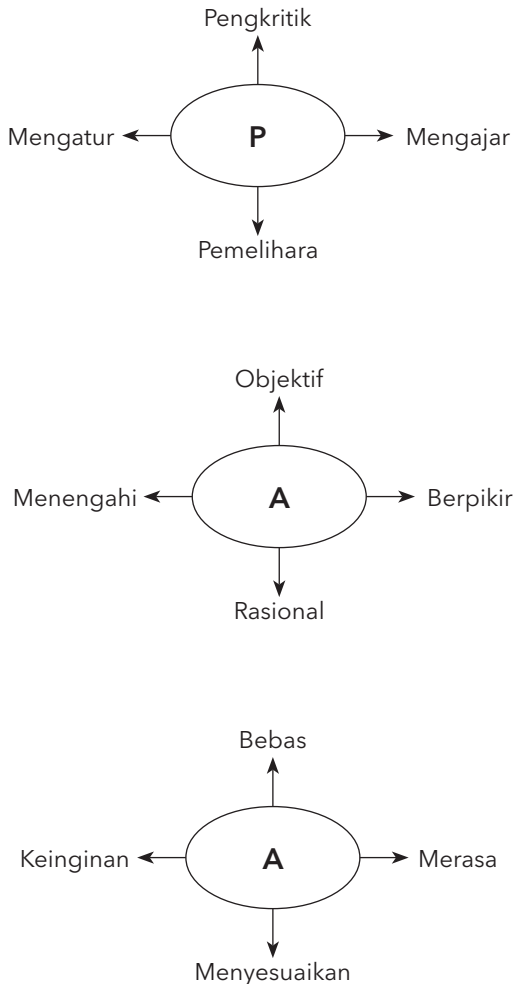 Pengkritik
Mengatur
P
Mengajar
Pemelihara
Objektif
Menengahi
A
Berpikir
Rasional
Bebas
Keinginan
A
Merasa
Menyesuaikan